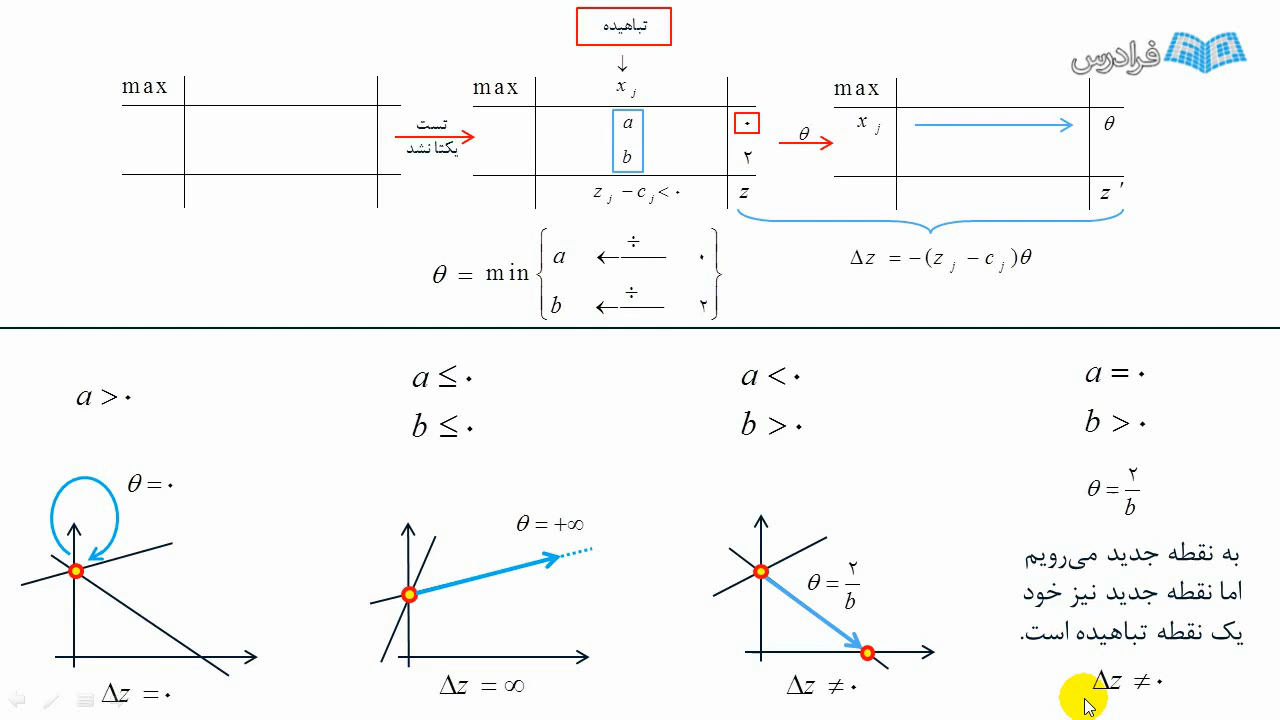 تباهیده
↓
فرادرس
max
تست
یکتا نشد
max
x j
a ۰
b ۲
z j − c j < ۰ z
θ
max
x j θ
z ′
θ = min { a ← ÷ ۰
b ← ÷ ۲ }
Δz = −(z j − c j)θ
a > ۰
θ = ۰
Δz = ۰
a ≤ ۰
b ≤ ۰
θ = +∞
Δz = ∞
a < ۰
b > ۰
θ = ۲/b
Δz ≠ ۰
a = ۰
b > ۰
θ = ۲/b
به نقطه جدید می‌رویم
اما نقطه جدید نیز خود
یک نقطه تباهیده است.
Δz ≠ ۰